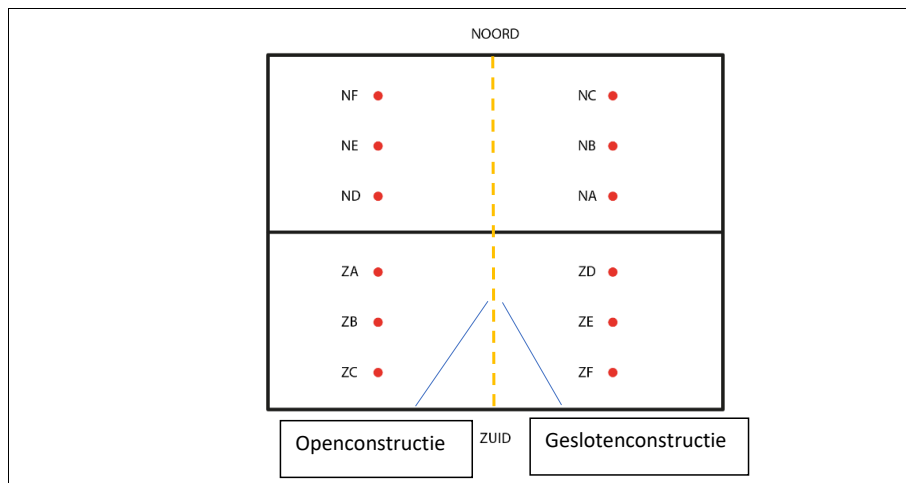 NOORD
NF
NC
NE
NB
ND
NA
ZA
ZD
ZB
ZE
ZC
ZF
Openconstructie
ZUID
Geslotenconstructie